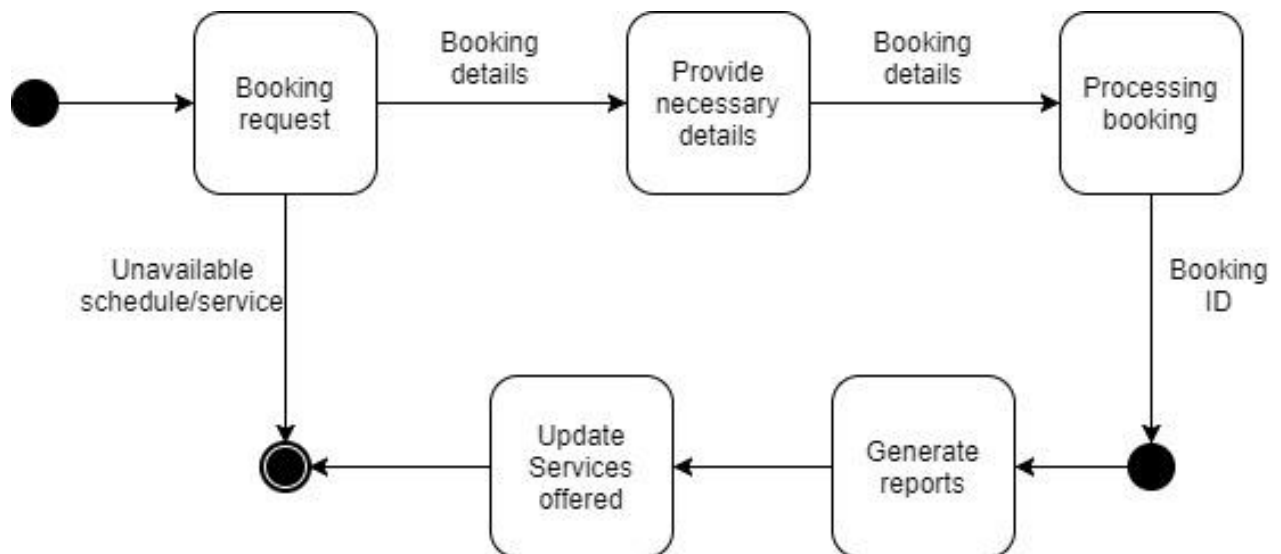 Booking
request
Booking
details
Provide
necessary
details
Booking
details
Processing
booking
Unavailable
schedule/service
Booking
ID
Update
Services
offered
Generate
reports